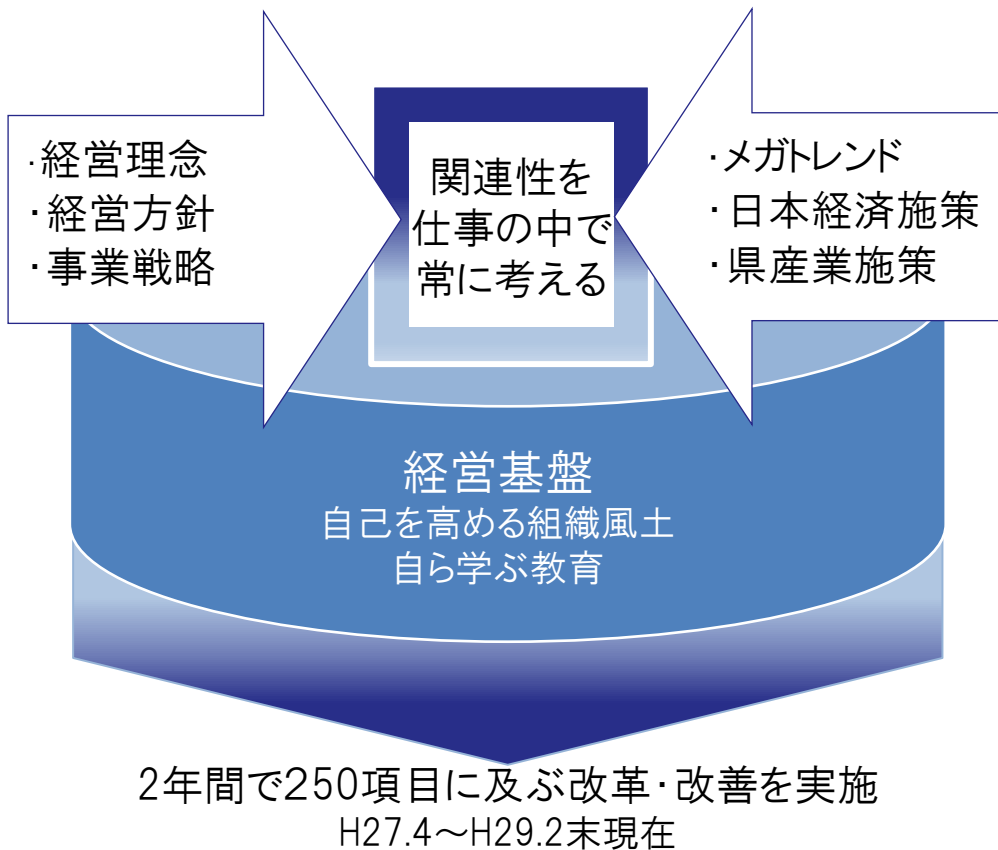 ·経営理念
・経営方針
・事業戦略
関連性を
仕事の中で
常に考える
・メガトレンド
・日本経済施策
・県産業施策
経営基盤
自己を高める組織風土
自ら学ぶ教育
2年間で250項目に及ぶ改革・改善を実施
H27.4～H29.2末現在